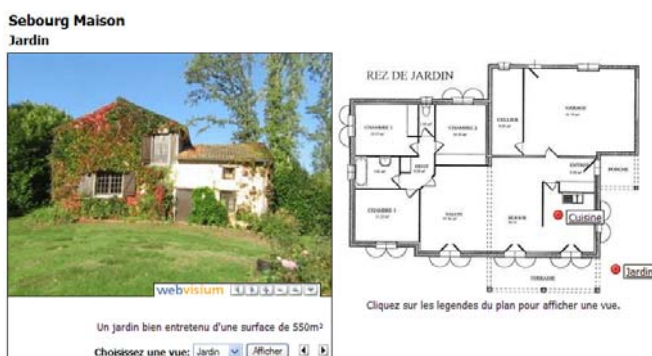 Sebourg Maison
Jardin
REZ DE JARDIN
CELLIER
GARAGE
CHAMBRE 1
CHAMBRE 2
ENTREE
PORCHE
CHAMBRE 3
SALON
SEJOUR
Cuisine
TERRASSE
Jardin
webvisium
Cliquez sur les legendes du plan pour afficher une vue.
Un jardin bien entretenu d'une surface de 550m²
Choisissez une vue: Jardin Afficher